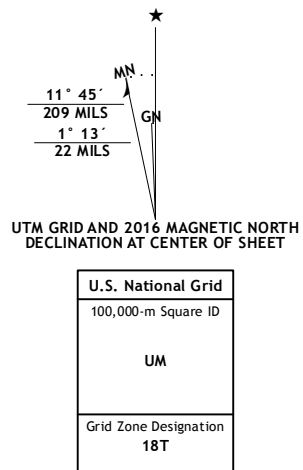 ★
MN
11° 45´
209 MILS
GN
1° 13´
22 MILS
UTM GRID AND 2016 MAGNETIC NORTH
DECLINATION AT CENTER OF SHEET
U.S. National Grid
100,000-m Square ID
UM
Grid Zone Designation
18T